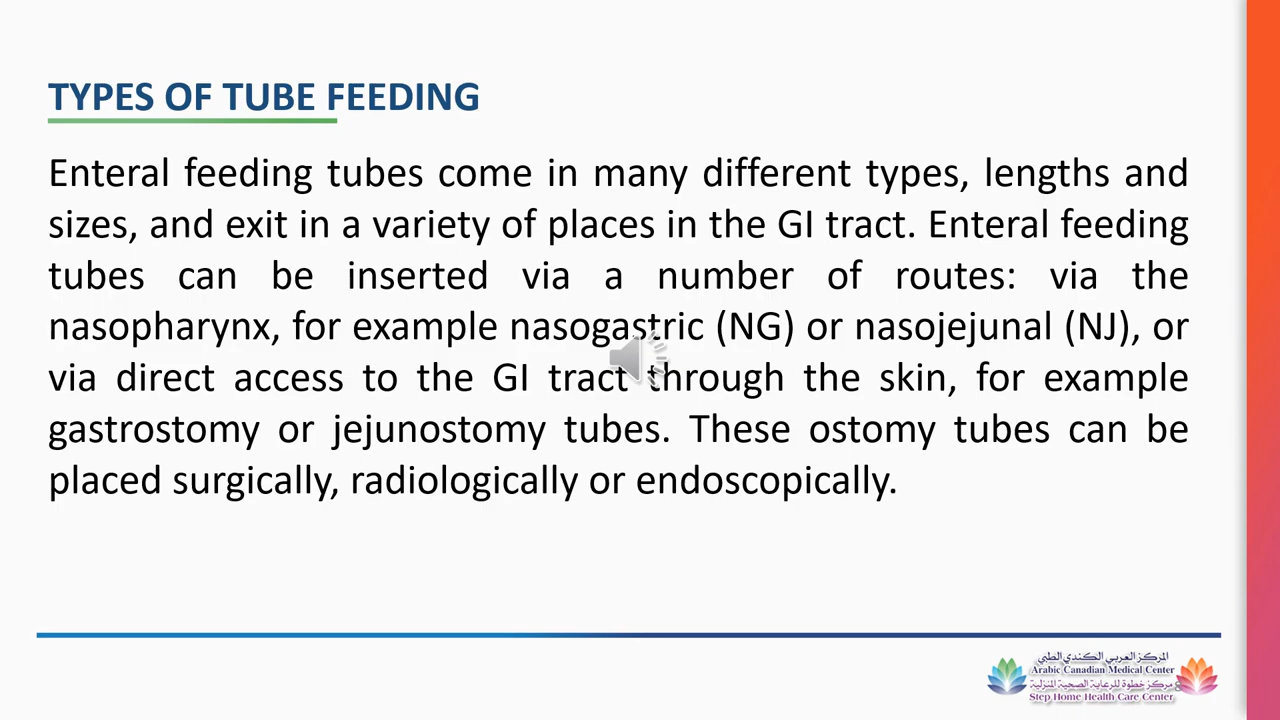 TYPES OF TUBE FEEDING
Enteral feeding tubes come in many different types, lengths and
sizes, and exit in a variety of places in the GI tract. Enteral feeding
tubes can be inserted via a number of routes: via the
nasopharynx, for example nasogastric (NG) or nasojejunal (NJ), or
via direct access to the GI tract through the skin, for example
gastrostomy or jejunostomy tubes. These ostomy tubes can be
placed surgically, radiologically or endoscopically.
المركز العربي الكندي الطبي
Arabic Canadian Medical Center
مركز خطوة للرعاية الصحية المنزلية
Step Home Health Care Center